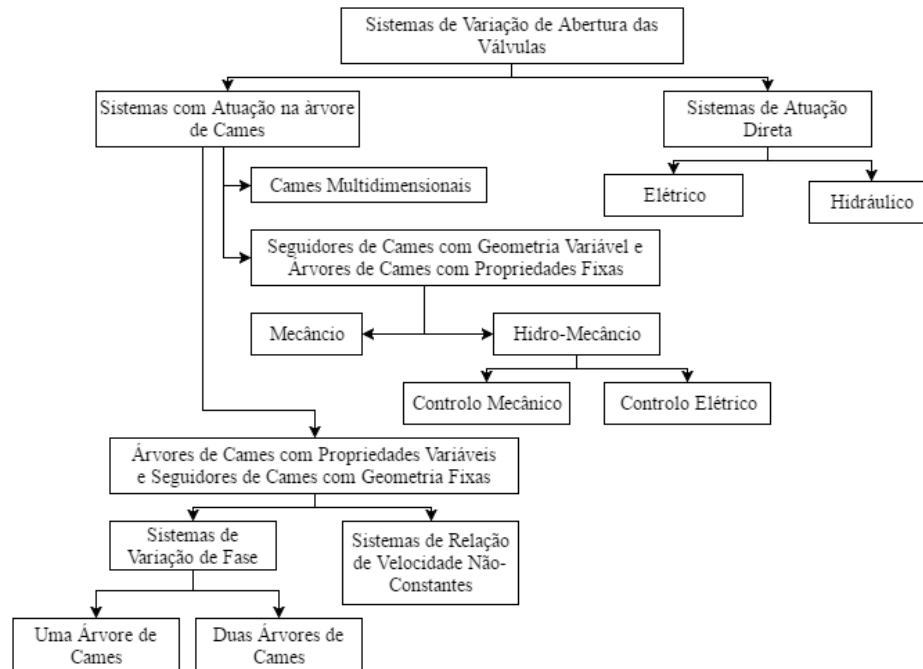 Sistemas de Variação de Abertura das
Válvulas
Sistemas com Atuação na àrvore
de Cames
Sistemas de Atuação
Direta
Cames Multidimensionais
Elétrico
Hidráulico
Seguidores de Cames com Geometria Variável e
Árvores de Cames com Propriedades Fixas
Mecâncio
Hidro-Mecâncio
Controlo Mecânico
Controlo Elétrico
Árvores de Cames com Propriedades Variáveis
e Seguidores de Cames com Geometria Fixas
Sistemas de
Variação de Fase
Sistemas de Relação
de Velocidade Não-
Constantes
Uma Árvore de
Cames
Duas Árvores de
Cames